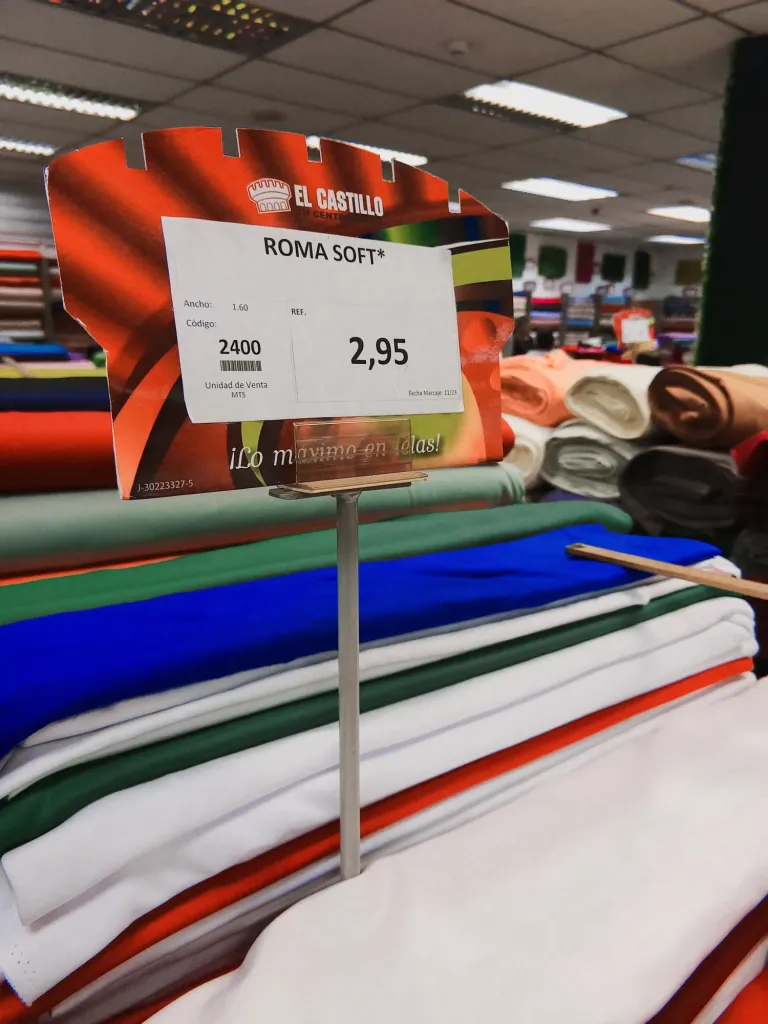 EL CASTILLO
ROMA SOFT*
Ancho: 1.60
REF.
Código:
2400
2,95
Unidad de Venta
MTS
Fecha Marcaje: 11/23
¡Lo máximo en telas!
J-30223327-5